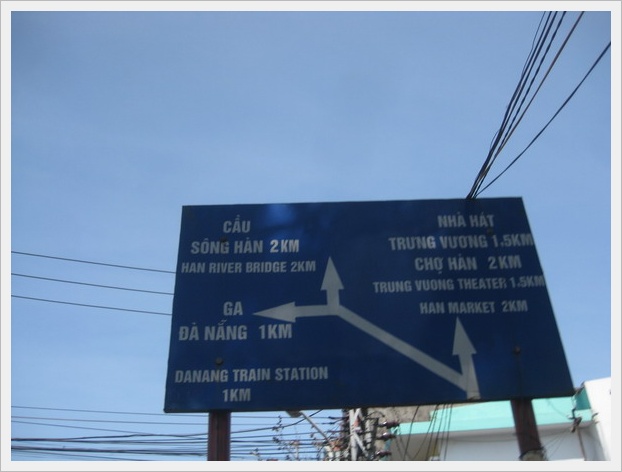 CẦU
SÔNG HÀN 2KM
HAN RIVER BRIDGE 2KM
GA
ĐÀ NẴNG 1KM
DANANG TRAIN STATION
1KM
NHÀ HÁT
TRƯNG VƯƠNG 1.5KM
CHỢ HÀN 2KM
TRUNG VUONG THEATER 1.5KM
HAN MARKET 2KM